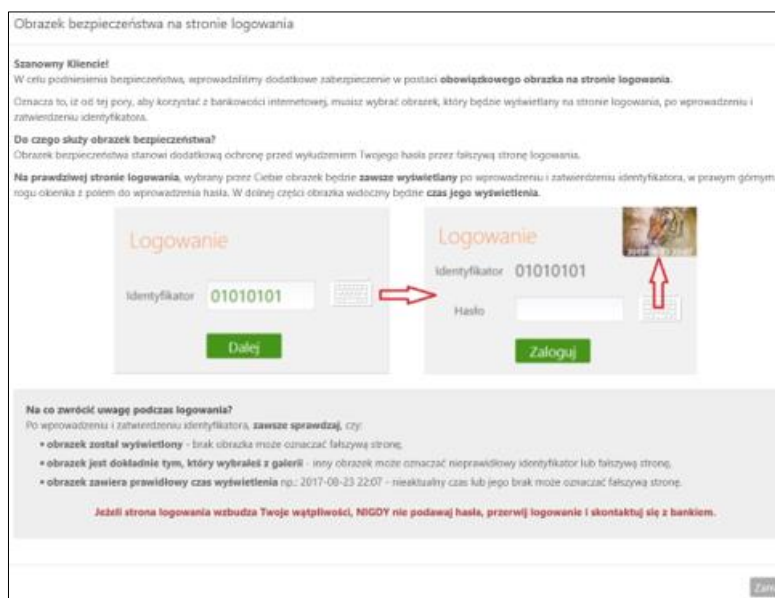 Obrazek bezpieczeństwa na stronie logowania
Szanowny Kliencie!
W celu podniesienia bezpieczeństwa, wprowadziliśmy dodatkowe zabezpieczenie w postaci obowiązkowego obrazka na stronie logowania.
Oznacza to, iż od tej pory, aby korzystać z bankowości internetowej, musisz wybrać obrazek, który będzie wyświetlany na stronie logowania, po wprowadzeniu i
zatwierdzeniu identyfikatora.
Do czego służy obrazek bezpieczeństwa?
Obrazek bezpieczeństwa stanowi dodatkową ochronę przed wyłudzeniem Twojego hasła przez fałszywą stronę logowania.
Na prawdziwej stronie logowania, wybrany przez Ciebie obrazek będzie zawsze wyświetlany po wprowadzeniu i zatwierdzeniu identyfikatora, w prawym górnym
rogu okienka z polem do wprowadzenia hasła. W dolnej części obrazka widoczny będzie czas jego wyświetlenia.
Logowanie
Identyfikator 01010101
Dalej
Logowanie
Identyfikator 01010101
Hasło
Zaloguj
Na co zwrócić uwagę podczas logowania?
Po wprowadzeniu i zatwierdzeniu identyfikatora, zawsze sprawdzaj, czy:
• obrazek został wyświetlony - brak obrazka może oznaczać fałszywą stronę,
• obrazek jest dokładnie tym, który wybrałeś z galerii - inny obrazek może oznaczać nieprawidłowy identyfikator lub fałszywą stronę,
• obrazek zawiera prawidłowy czas wyświetlenia np.: 2017-08-23 22:07 - nieaktualny czas lub jego brak może oznaczać fałszywą stronę.
Jeżeli strona logowania wzbudza Twoje wątpliwości, NIGDY nie podawaj hasła, przerwij logowanie i skontaktuj się z bankiem.